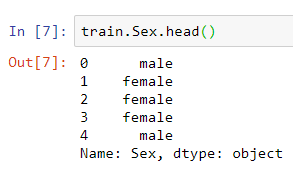 In [7]: train.Sex.head()
Out[7]: 0 male
1 female
2 female
3 female
4 male
Name: Sex, dtype: object